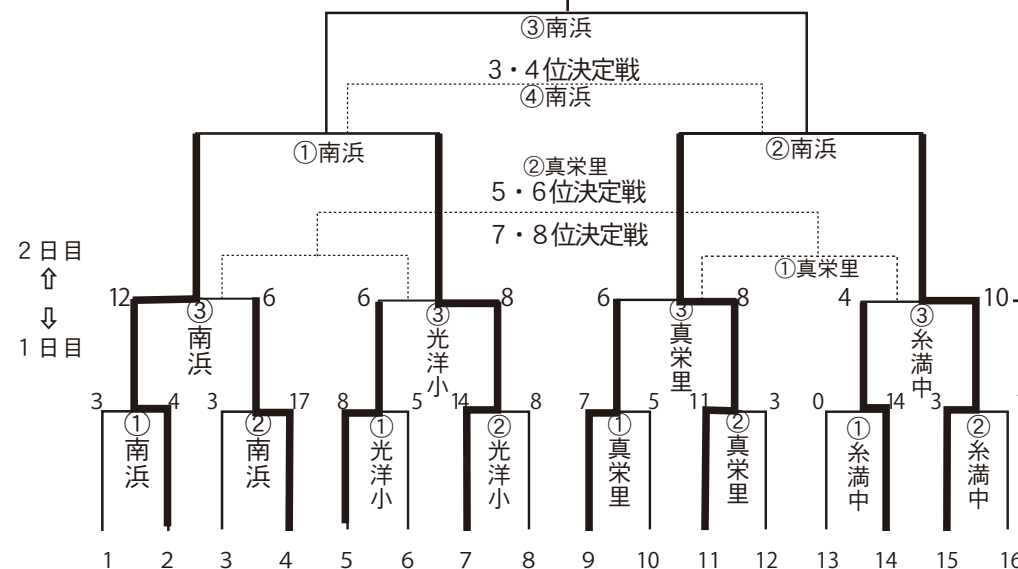 ③南浜
3・4位決定戦
④南浜
①南浜
②南浜
②真栄里
5・6位決定戦
7・8位決定戦
①真栄里
2日目
⇧
⇩
1日目
12 6 6 8 6 8 4 10
③南浜
③光洋小
③真栄里
③糸満中
3 4 3 17 8 5 14 8 7 5 11 3 0 14 3
①南浜
②南浜
①光洋小
②光洋小
①真栄里
②真栄里
①糸満中
②糸満中
1 2 3 4 5 6 7 8 9 10 11 12 13 14 15 16